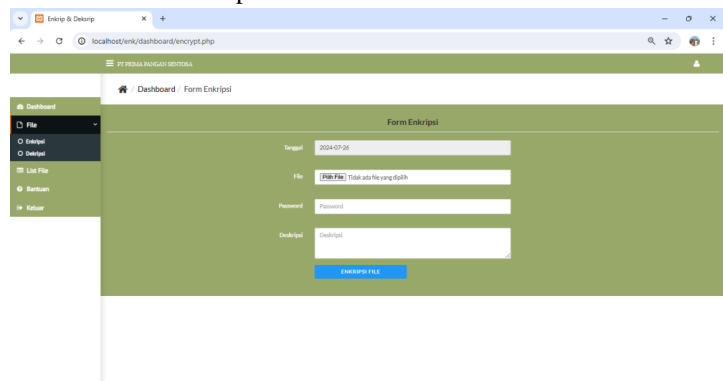 Enkrip & Dekrip
localhost/enk/dashboard/encrypt.php
PT PRIMA PANGAN SENTOSA
/ Dashboard / Form Enkripsi
Dashboard
File
Enkripsi
Dekripsi
List File
Bantuan
Keluar
Form Enkripsi
Tanggal 2024-07-26
File Pilih File Tidak ada file yang dipilih
Password Password
Deskripsi Deskripsi
ENKRIPSI FILE